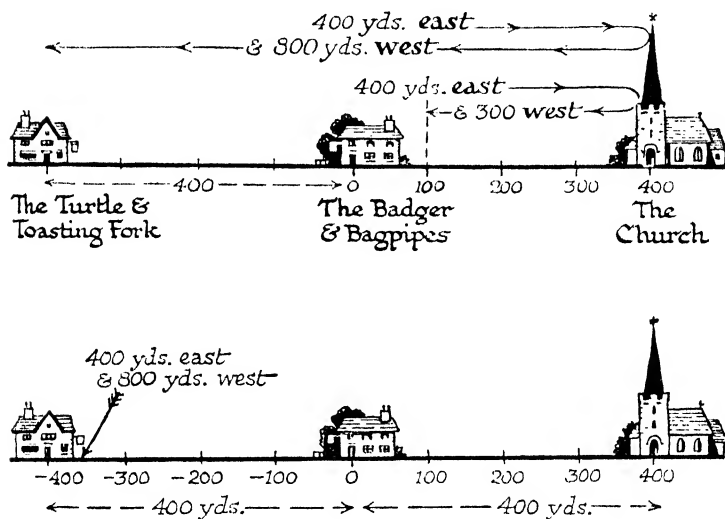 400 yds. east
& 800 yds. west
400 yds. east
& 300 west
400 0 100 200 300 400
The Turtle &
Toasting Fork
The Badger
& Bagpipes
The
Church
400 yds. east
& 800 yds. west
-400 -300 -200 -100 0 100 200 300 400
400 yds. 400 yds.